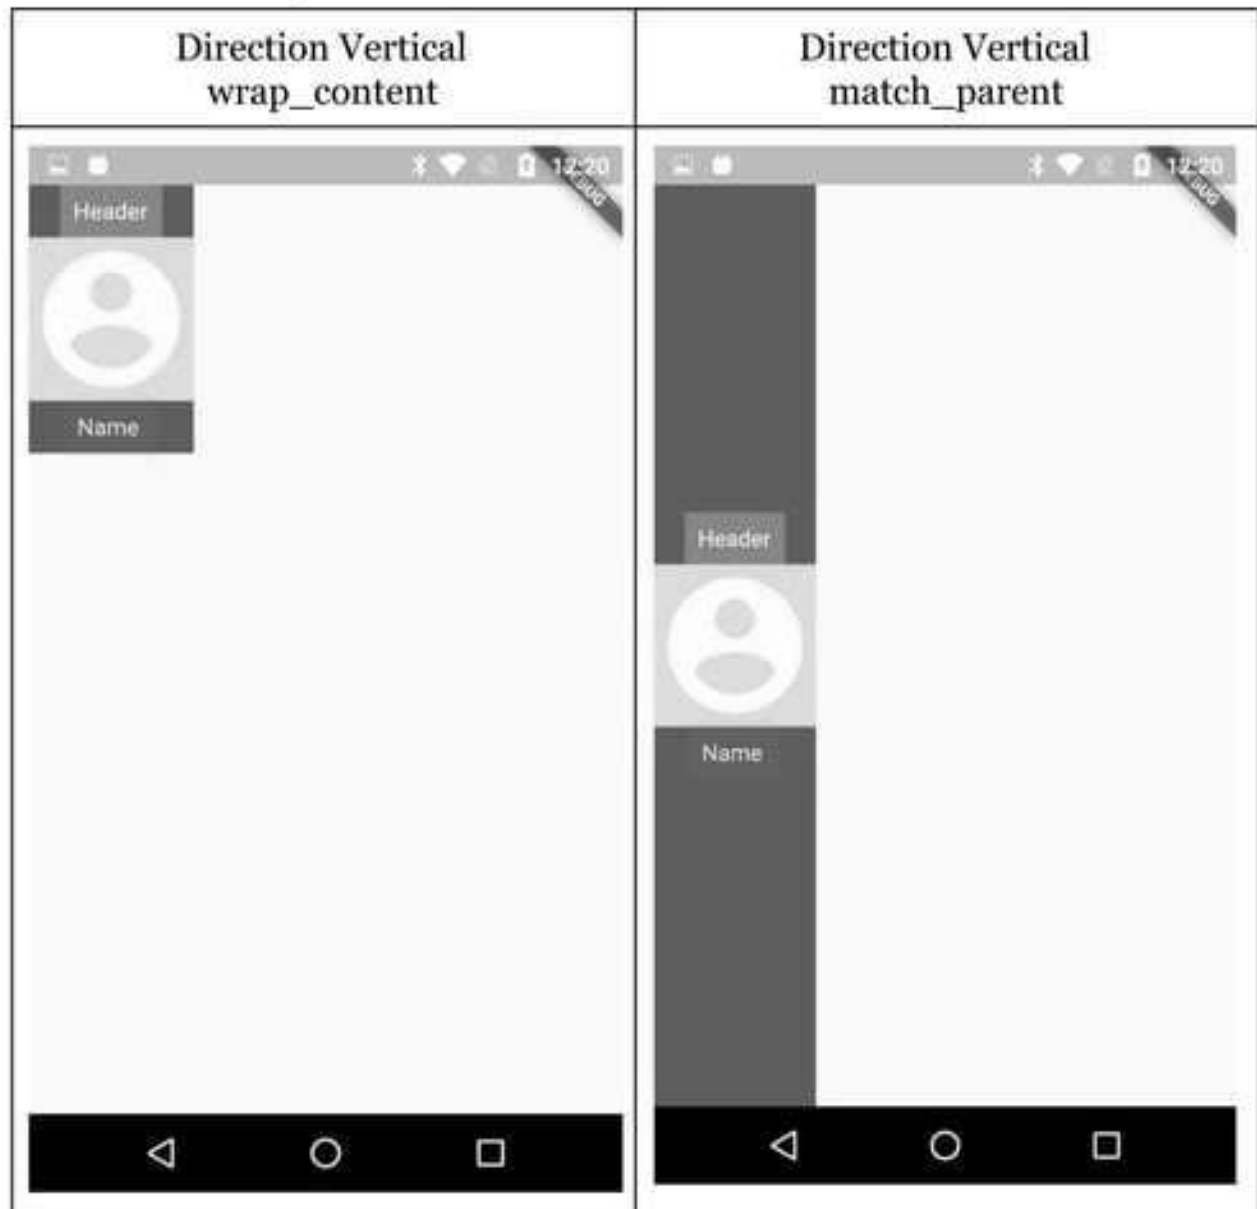 Direction Vertical
wrap_content
Direction Vertical
match_parent
12:20
Header
Name
12:20
Header
Name